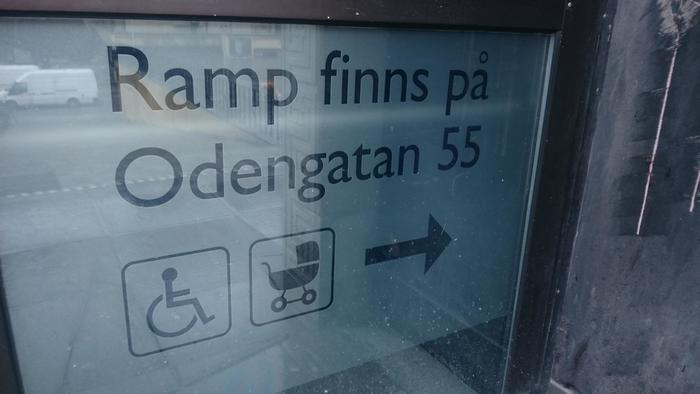 Ramp finns på
Odengatan 55